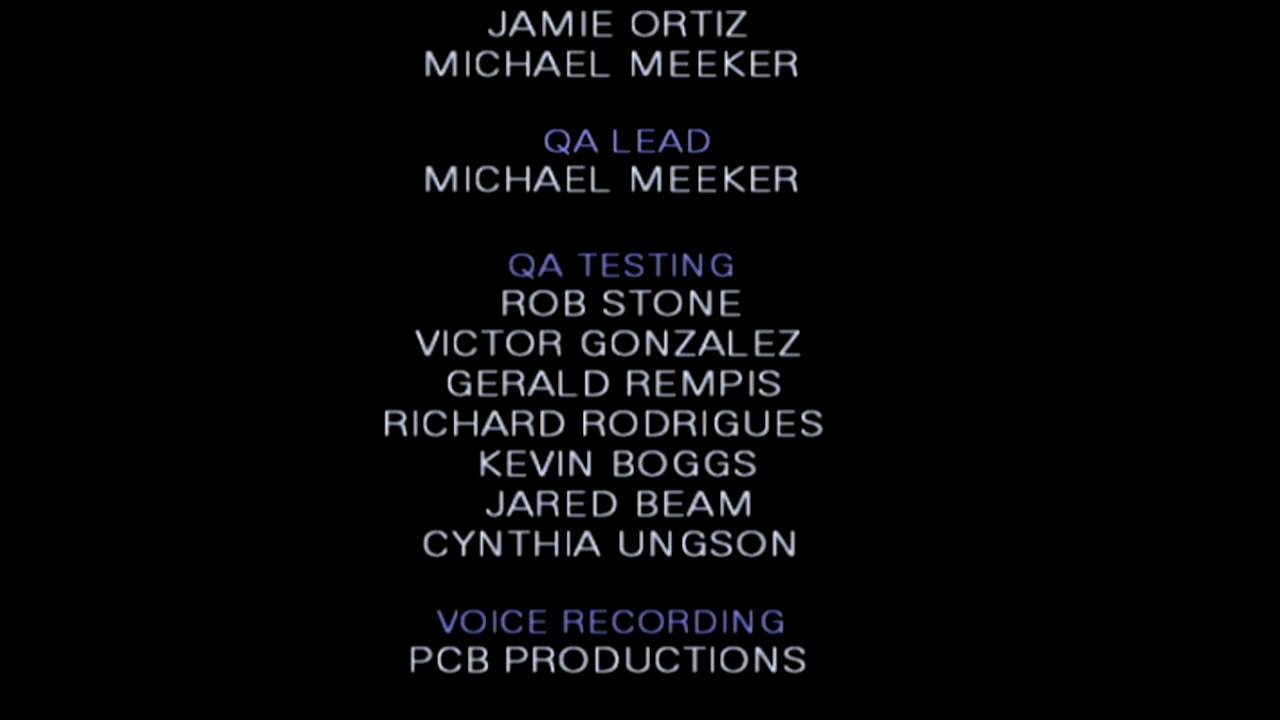 JAMIE ORTIZ
MICHAEL MEEKER
QA LEAD
MICHAEL MEEKER
QA TESTING
ROB STONE
VICTOR GONZALEZ
GERALD REMPIS
RICHARD RODRIGUES
KEVIN BOGGS
JARED BEAM
CYNTHIA UNGSON
VOICE RECORDING
PCB PRODUCTIONS